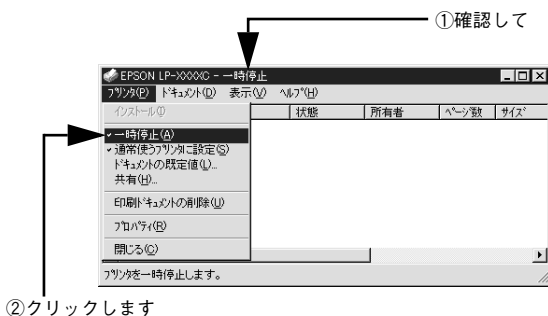 ①確認して
EPSON LP-XXXXC - 一時停止
ﾌﾟﾘﾝﾀ(P) ﾄﾞｷｭﾒﾝﾄ(D) 表示(V) ﾍﾙﾌﾟ(H)
ｲﾝｽﾄｰﾙ(I)
状態 所有者 ﾍﾟｰｼﾞ数 ｻｲｽﾞ
一時停止(A)
通常使うﾌﾟﾘﾝﾀに設定(S)
ﾄﾞｷｭﾒﾝﾄの既定値(L)...
共有(H)...
印刷ﾄﾞｷｭﾒﾝﾄの削除(U)
ﾌﾟﾛﾊﾟﾃｨ(R)
閉じる(C)
ﾌﾟﾘﾝﾀを一時停止します。
②クリックします